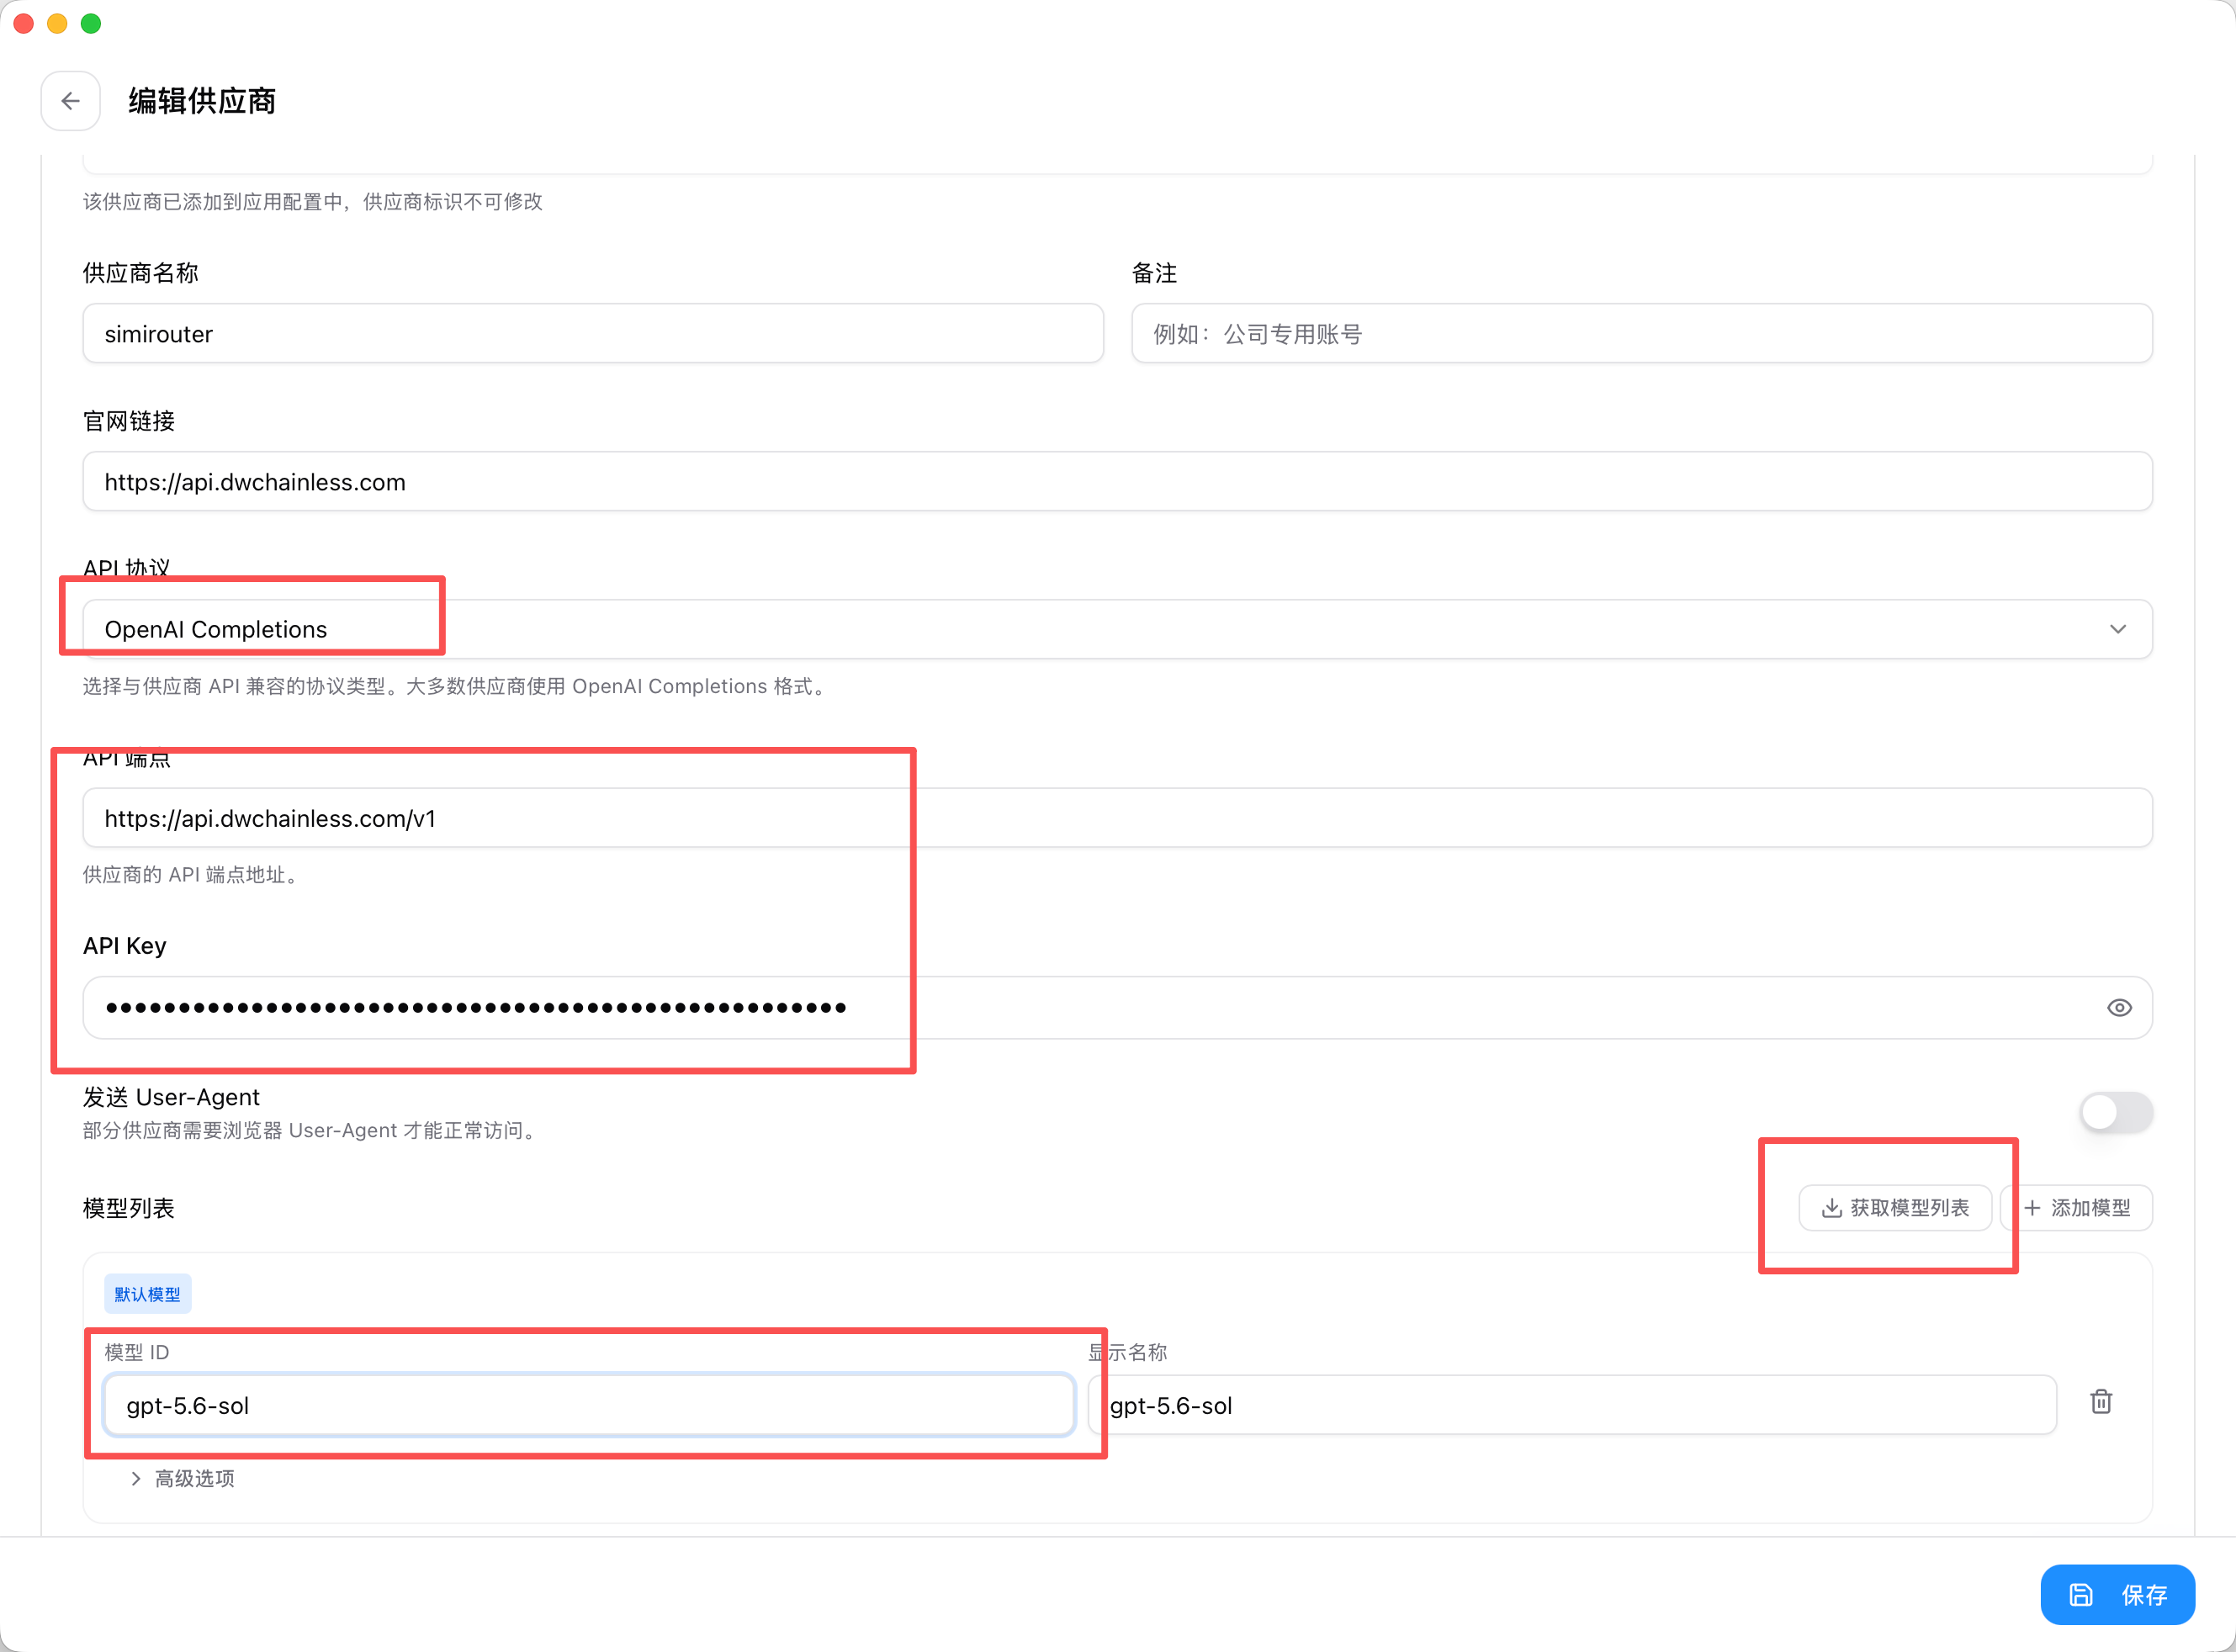 编辑供应商
该供应商已添加到应用配置中，供应商标识不可修改
供应商名称
备注
simirouter
例如：公司专用账号
官网链接
https://api.dwchainless.com
API 协议
OpenAI Completions
选择与供应商 API 兼容的协议类型。大多数供应商使用 OpenAI Completions 格式。
API 端点
https://api.dwchainless.com/v1
供应商的 API 端点地址。
API Key
发送 User-Agent
部分供应商需要浏览器 User-Agent 才能正常访问。
模型列表
获取模型列表
添加模型
默认模型
模型 ID
显示名称
gpt-5.6-sol
gpt-5.6-sol
高级选项
保存